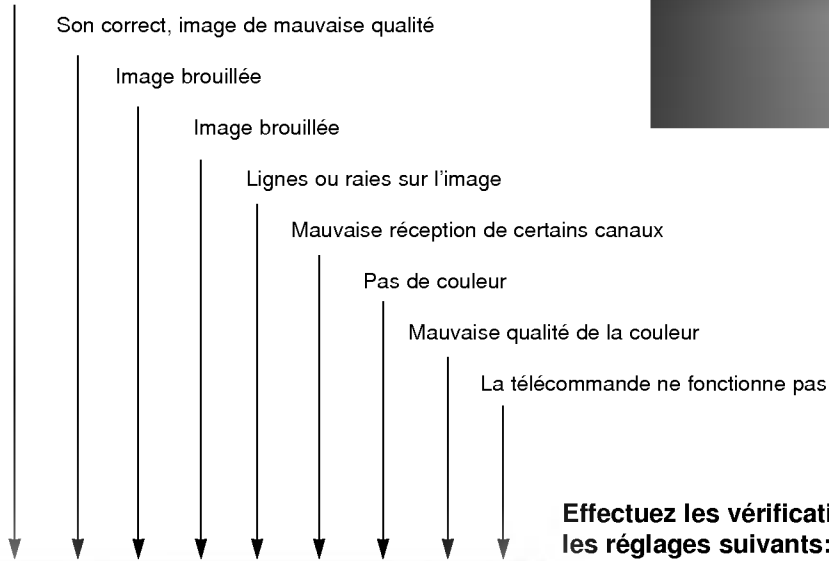 Son correct, image de mauvaise qualité
Image brouillée
Image brouillée
Lignes ou raies sur l'image
Mauvaise réception de certains canaux
Pas de couleur
Mauvaise qualité de la couleur
La télécommande ne fonctionne pas
Effectuez les vérificati
les réglages suivants: